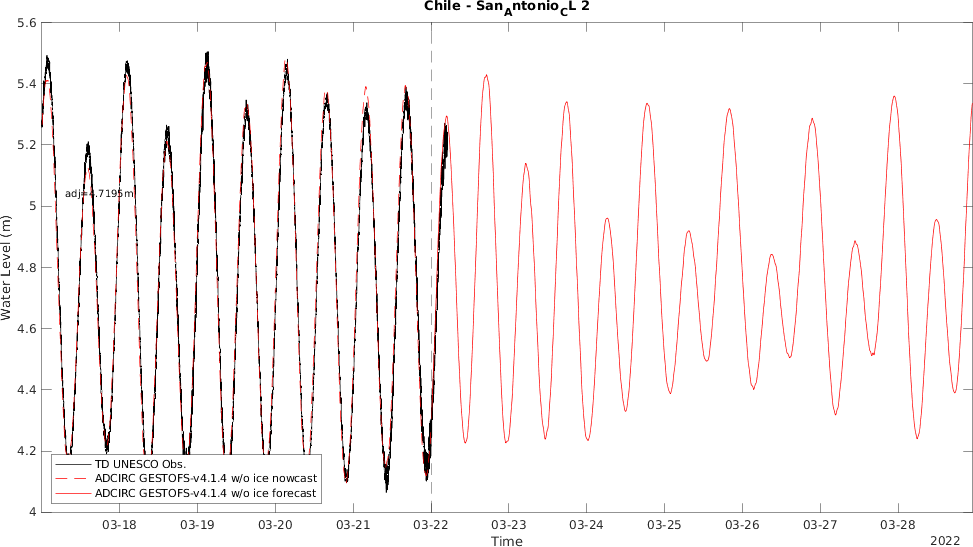 Chile - San_Antonio_CL 2
5.6
5.4
5.2
5
4.8
4.6
4.4
4.2
4
Water Level (m)
adj=4.7195m
TD UNESCO Obs.
ADCIRC GESTOFS-v4.1.4 w/o ice nowcast
ADCIRC GESTOFS-v4.1.4 w/o ice forecast
03-18 03-19 03-20 03-21 03-22 03-23 03-24 03-25 03-26 03-27 03-28
Time
2022